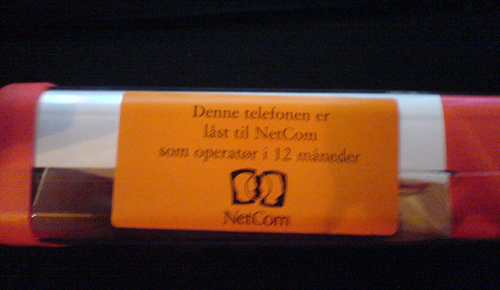 Denne telefonen er
låst til NetCom
som operatør i 12 måneder
NetCom